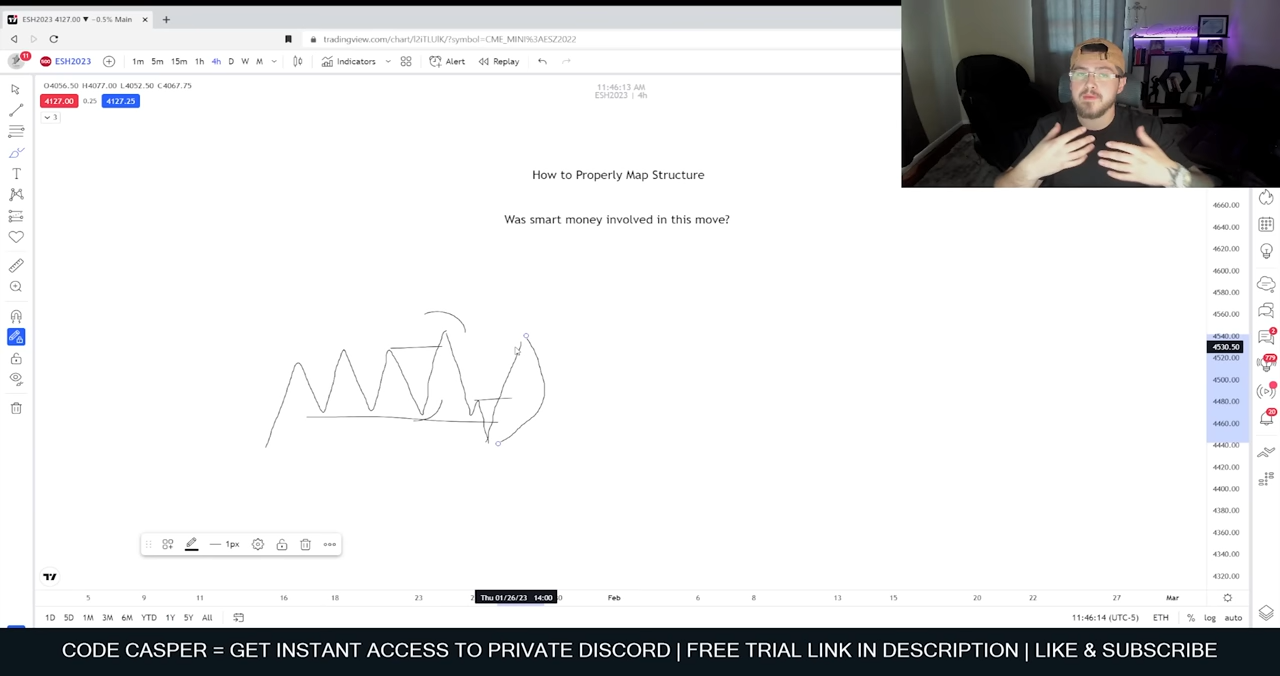 ESH2023 4127.00 ▼ −0.5% Main
tradingview.com/chart/l2iTLUlK/?symbol=CME_MINI%3AESZ2022
11
ESH2023
1m 5m 15m 1h 4h D W M
Indicators
Alert
Replay
O4056.50 H4077.00 L4052.50 C4067.75
4127.00 0.25 4127.25
3
11:46:13 AM
ESH2023 | 4h
How to Properly Map Structure
Was smart money involved in this move?
4660.00
4640.00
4620.00
4600.00
4580.00
4560.00
4540.00
4530.50
4520.00
4500.00
4480.00
4460.00
4440.00
4420.00
4400.00
4380.00
4360.00
4340.00
4320.00
2
779
20
1px
5 9 11 16 18 23 Thu 01/26/23 14:00 Feb 6 8 13 15 20 22 27 Mar
1D 5D 1M 3M 6M YTD 1Y 5Y All
11:46:14 (UTC-5) ETH % log auto
CODE CASPER = GET INSTANT ACCESS TO PRIVATE DISCORD | FREE TRIAL LINK IN DESCRIPTION | LIKE & SUBSCRIBE